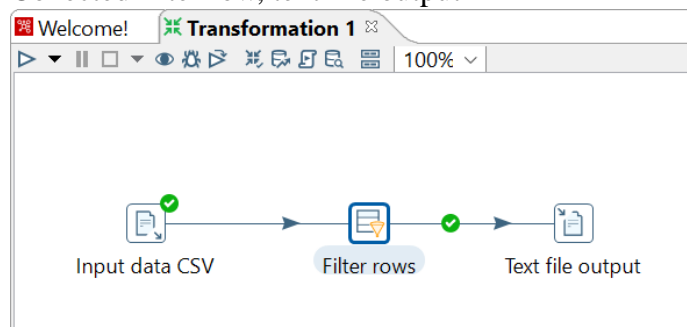 Welcome!
Transformation 1
100%
Input data CSV
Filter rows
Text file output